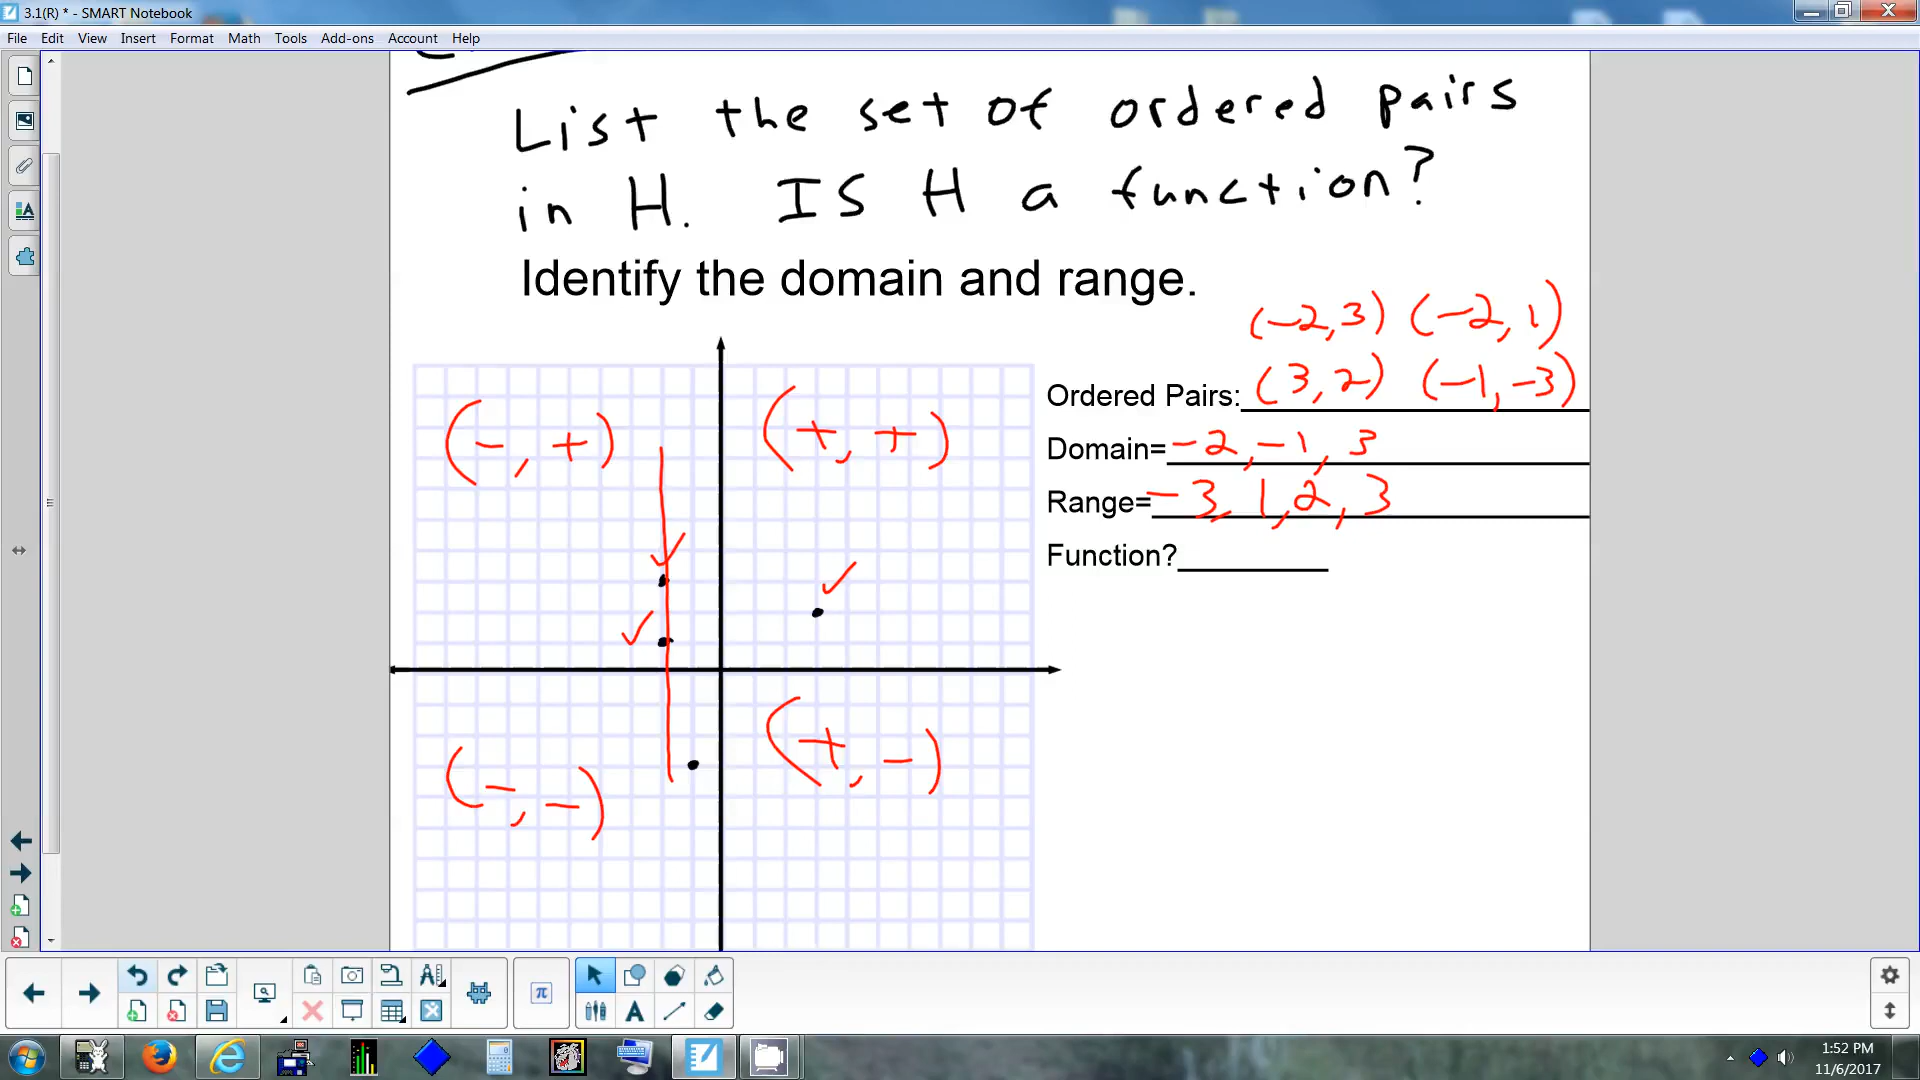 3.1(R) * - SMART Notebook
File Edit View Insert Format Math Tools Add-ons Account Help
List the set of ordered pairs
in H. IS H a function?
Identify the domain and range.
(-2,3) (-2,1)
Ordered Pairs: (3,2) (-1,-3)
Domain=-2,-1,3
Range=-3,1,2,3
Function?
(-,+) (+,+)
(-,-) (+,-)
π
A
1:52 PM
11/6/2017